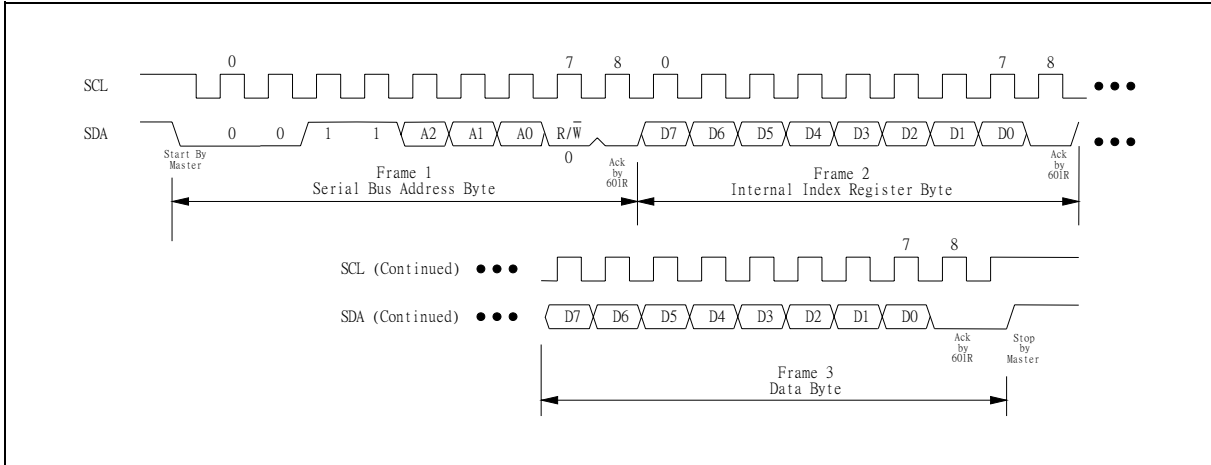 0 7 8 0 7 8
SCL
SDA 0 0 1 1 A2 A1 A0 R/W̅ D7 D6 D5 D4 D3 D2 D1 D0
0
Start By
Master
Ack
by
601R
Ack
by
601R
Frame 1
Serial Bus Address Byte
Frame 2
Internal Index Register Byte
7 8
SCL (Continued)
SDA (Continued) D7 D6 D5 D4 D3 D2 D1 D0
Ack
by
601R
Stop
by
Master
Frame 3
Data Byte